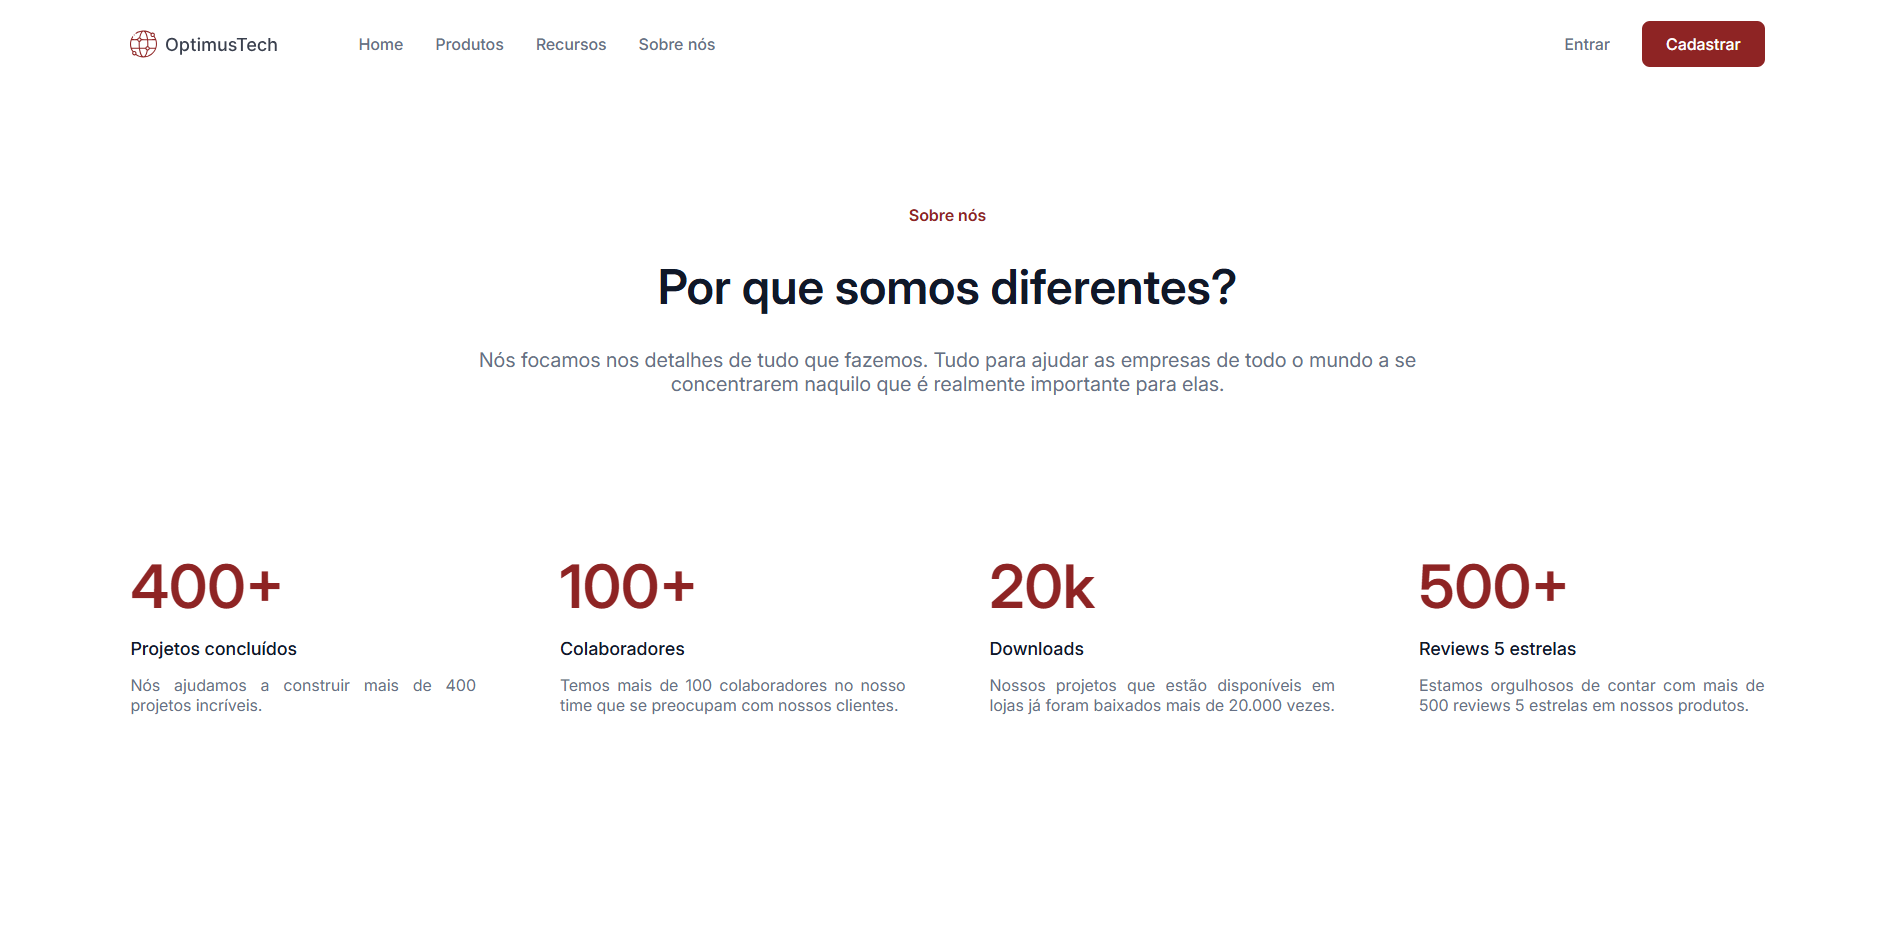 OptimusTech
Home Produtos Recursos Sobre nós
Entrar Cadastrar
Sobre nós
Por que somos diferentes?
Nós focamos nos detalhes de tudo que fazemos. Tudo para ajudar as empresas de todo o mundo a se
concentrarem naquilo que é realmente importante para elas.
400+
Projetos concluídos
Nós ajudamos a construir mais de 400
projetos incríveis.
100+
Colaboradores
Temos mais de 100 colaboradores no nosso
time que se preocupam com nossos clientes.
20k
Downloads
Nossos projetos que estão disponíveis em
lojas já foram baixados mais de 20.000 vezes.
500+
Reviews 5 estrelas
Estamos orgulhosos de contar com mais de
500 reviews 5 estrelas em nossos produtos.